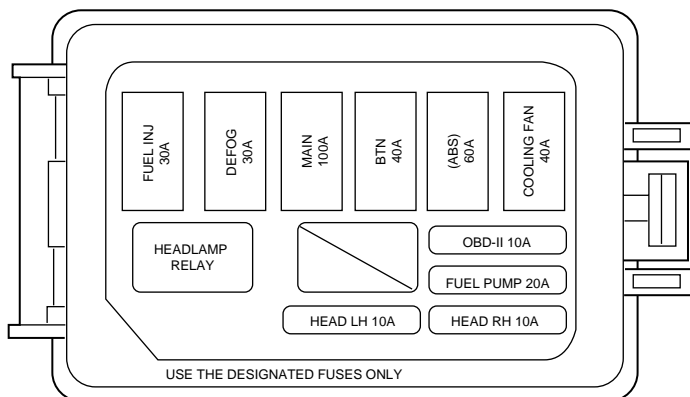 FUEL INJ
30A
DEFOG
30A
MAIN
100A
BTN
40A
(ABS)
60A
COOLING FAN
40A
HEADLAMP
RELAY
OBD-II 10A
FUEL PUMP 20A
HEAD LH 10A
HEAD RH 10A
USE THE DESIGNATED FUSES ONLY